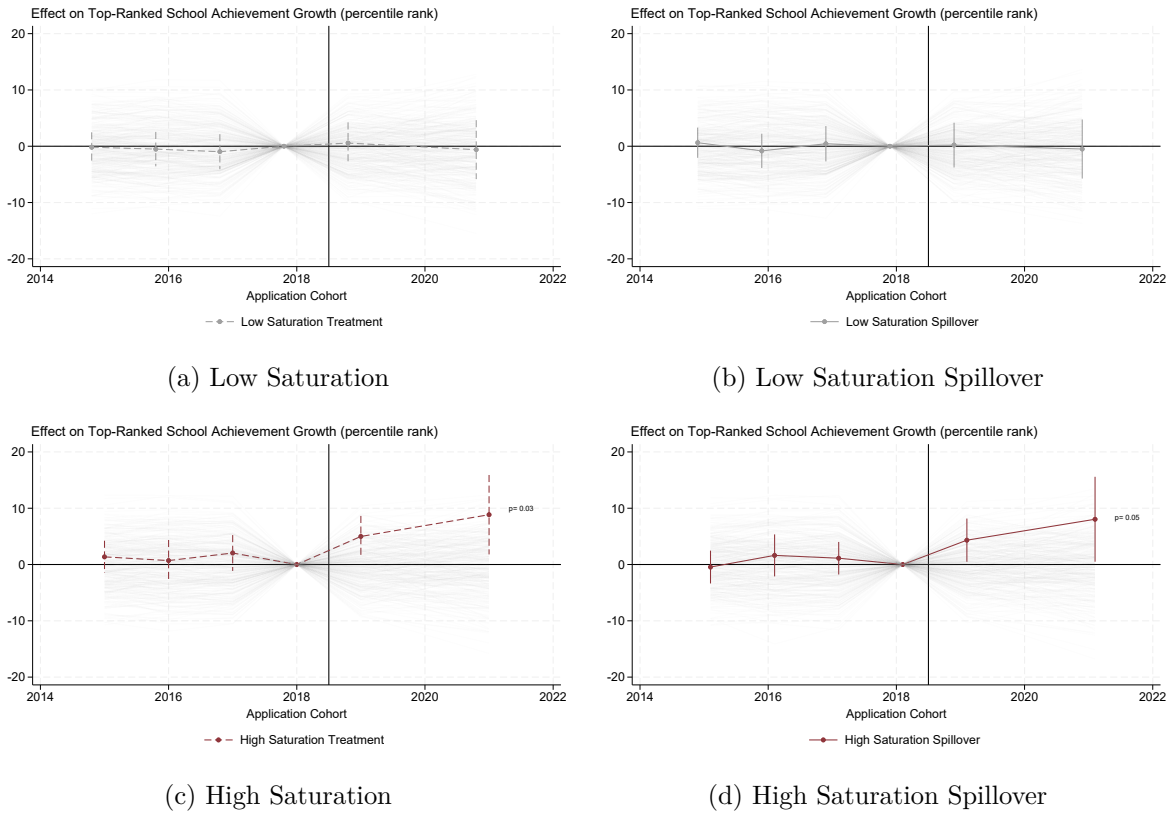 Effect on Top-Ranked School Achievement Growth (percentile rank)
20
10
0
-10
-20
2014 2016 2018 2020 2022
Application Cohort
Low Saturation Treatment
(a) Low Saturation
Effect on Top-Ranked School Achievement Growth (percentile rank)
20
10
0
-10
-20
2014 2016 2018 2020 2022
Application Cohort
Low Saturation Spillover
(b) Low Saturation Spillover
Effect on Top-Ranked School Achievement Growth (percentile rank)
20
10
p= 0.03
0
-10
-20
2014 2016 2018 2020 2022
Application Cohort
High Saturation Treatment
(c) High Saturation
Effect on Top-Ranked School Achievement Growth (percentile rank)
20
10
p= 0.05
0
-10
-20
2014 2016 2018 2020 2022
Application Cohort
High Saturation Spillover
(d) High Saturation Spillover